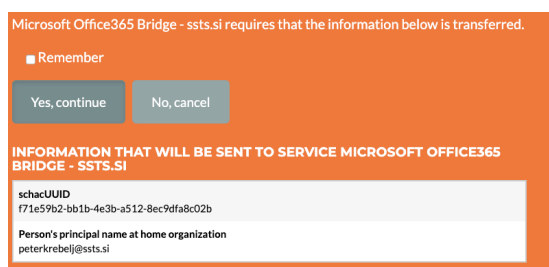 Microsoft Office365 Bridge - ssts.si requires that the information below is transferred.
Remember
Yes, continue
No, cancel
INFORMATION THAT WILL BE SENT TO SERVICE MICROSOFT OFFICE365
BRIDGE - SSTS.SI
schacUUID
f71e59b2-bb1b-4e3b-a512-8ec9dfa8c02b
Person's principal name at home organization
peterkrebelj@ssts.si